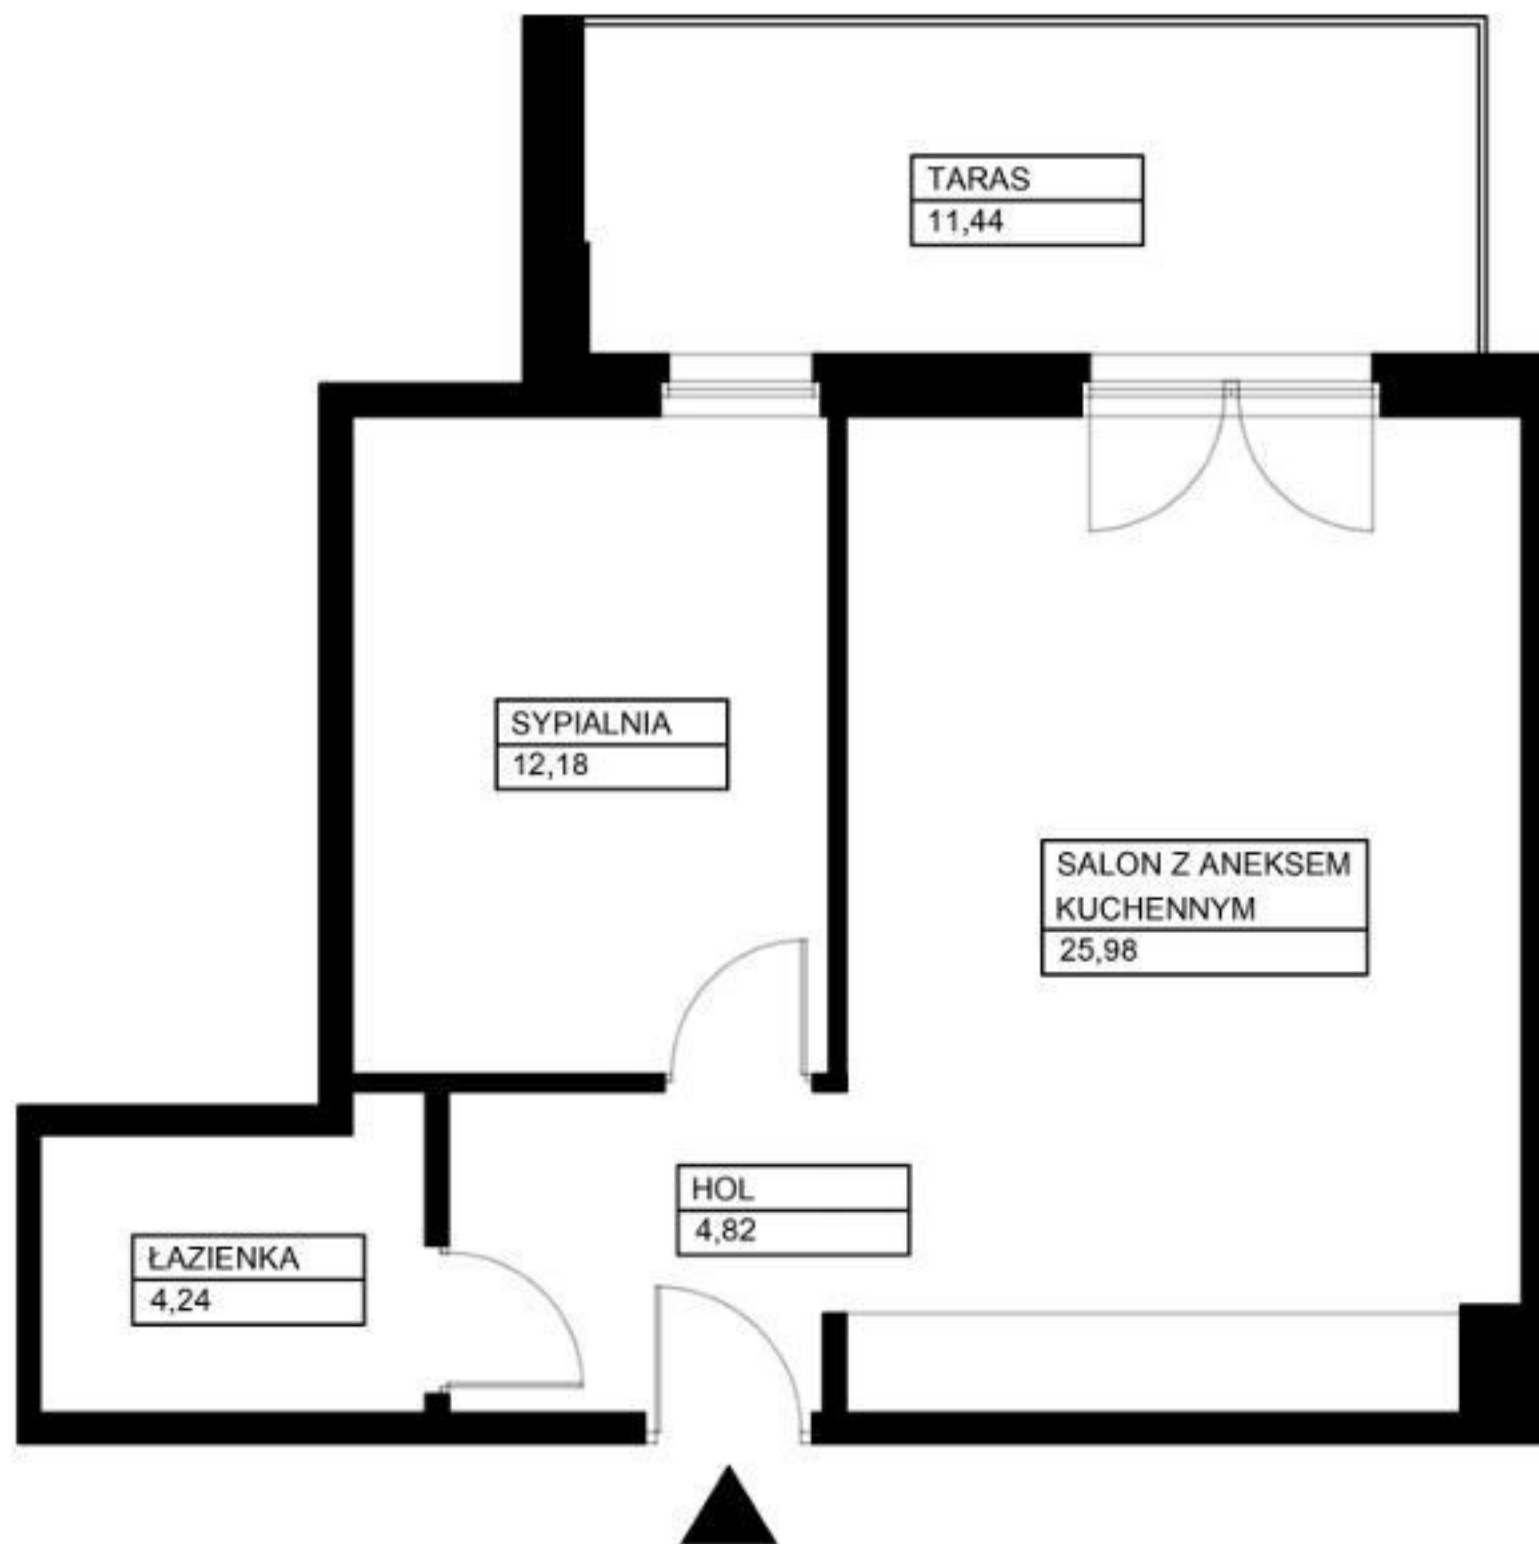 TARAS
11,44
SYPIALNIA
12,18
SALON Z ANEKSEM
KUCHENNYM
25,98
HOL
4,82
ŁAZIENKA
4,24